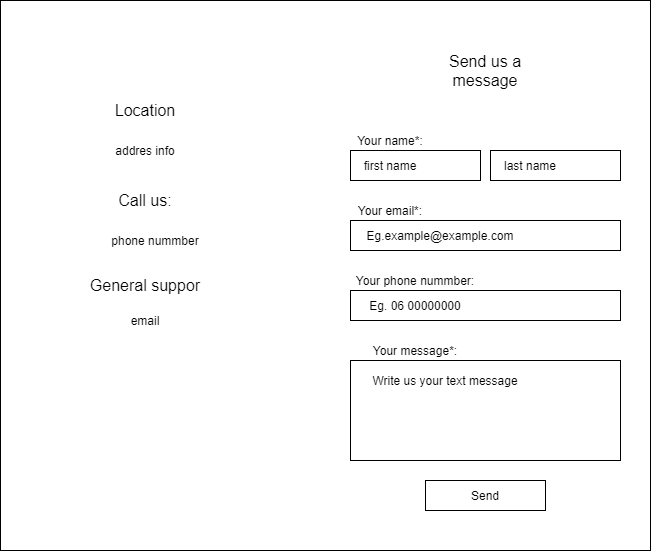 Location
addres info
Call us:
phone nummber
General suppor
email
Send us a
message
Your name*:
first name
last name
Your email*:
Eg.example@example.com
Your phone nummber:
Eg. 06 00000000
Your message*:
Write us your text message
Send